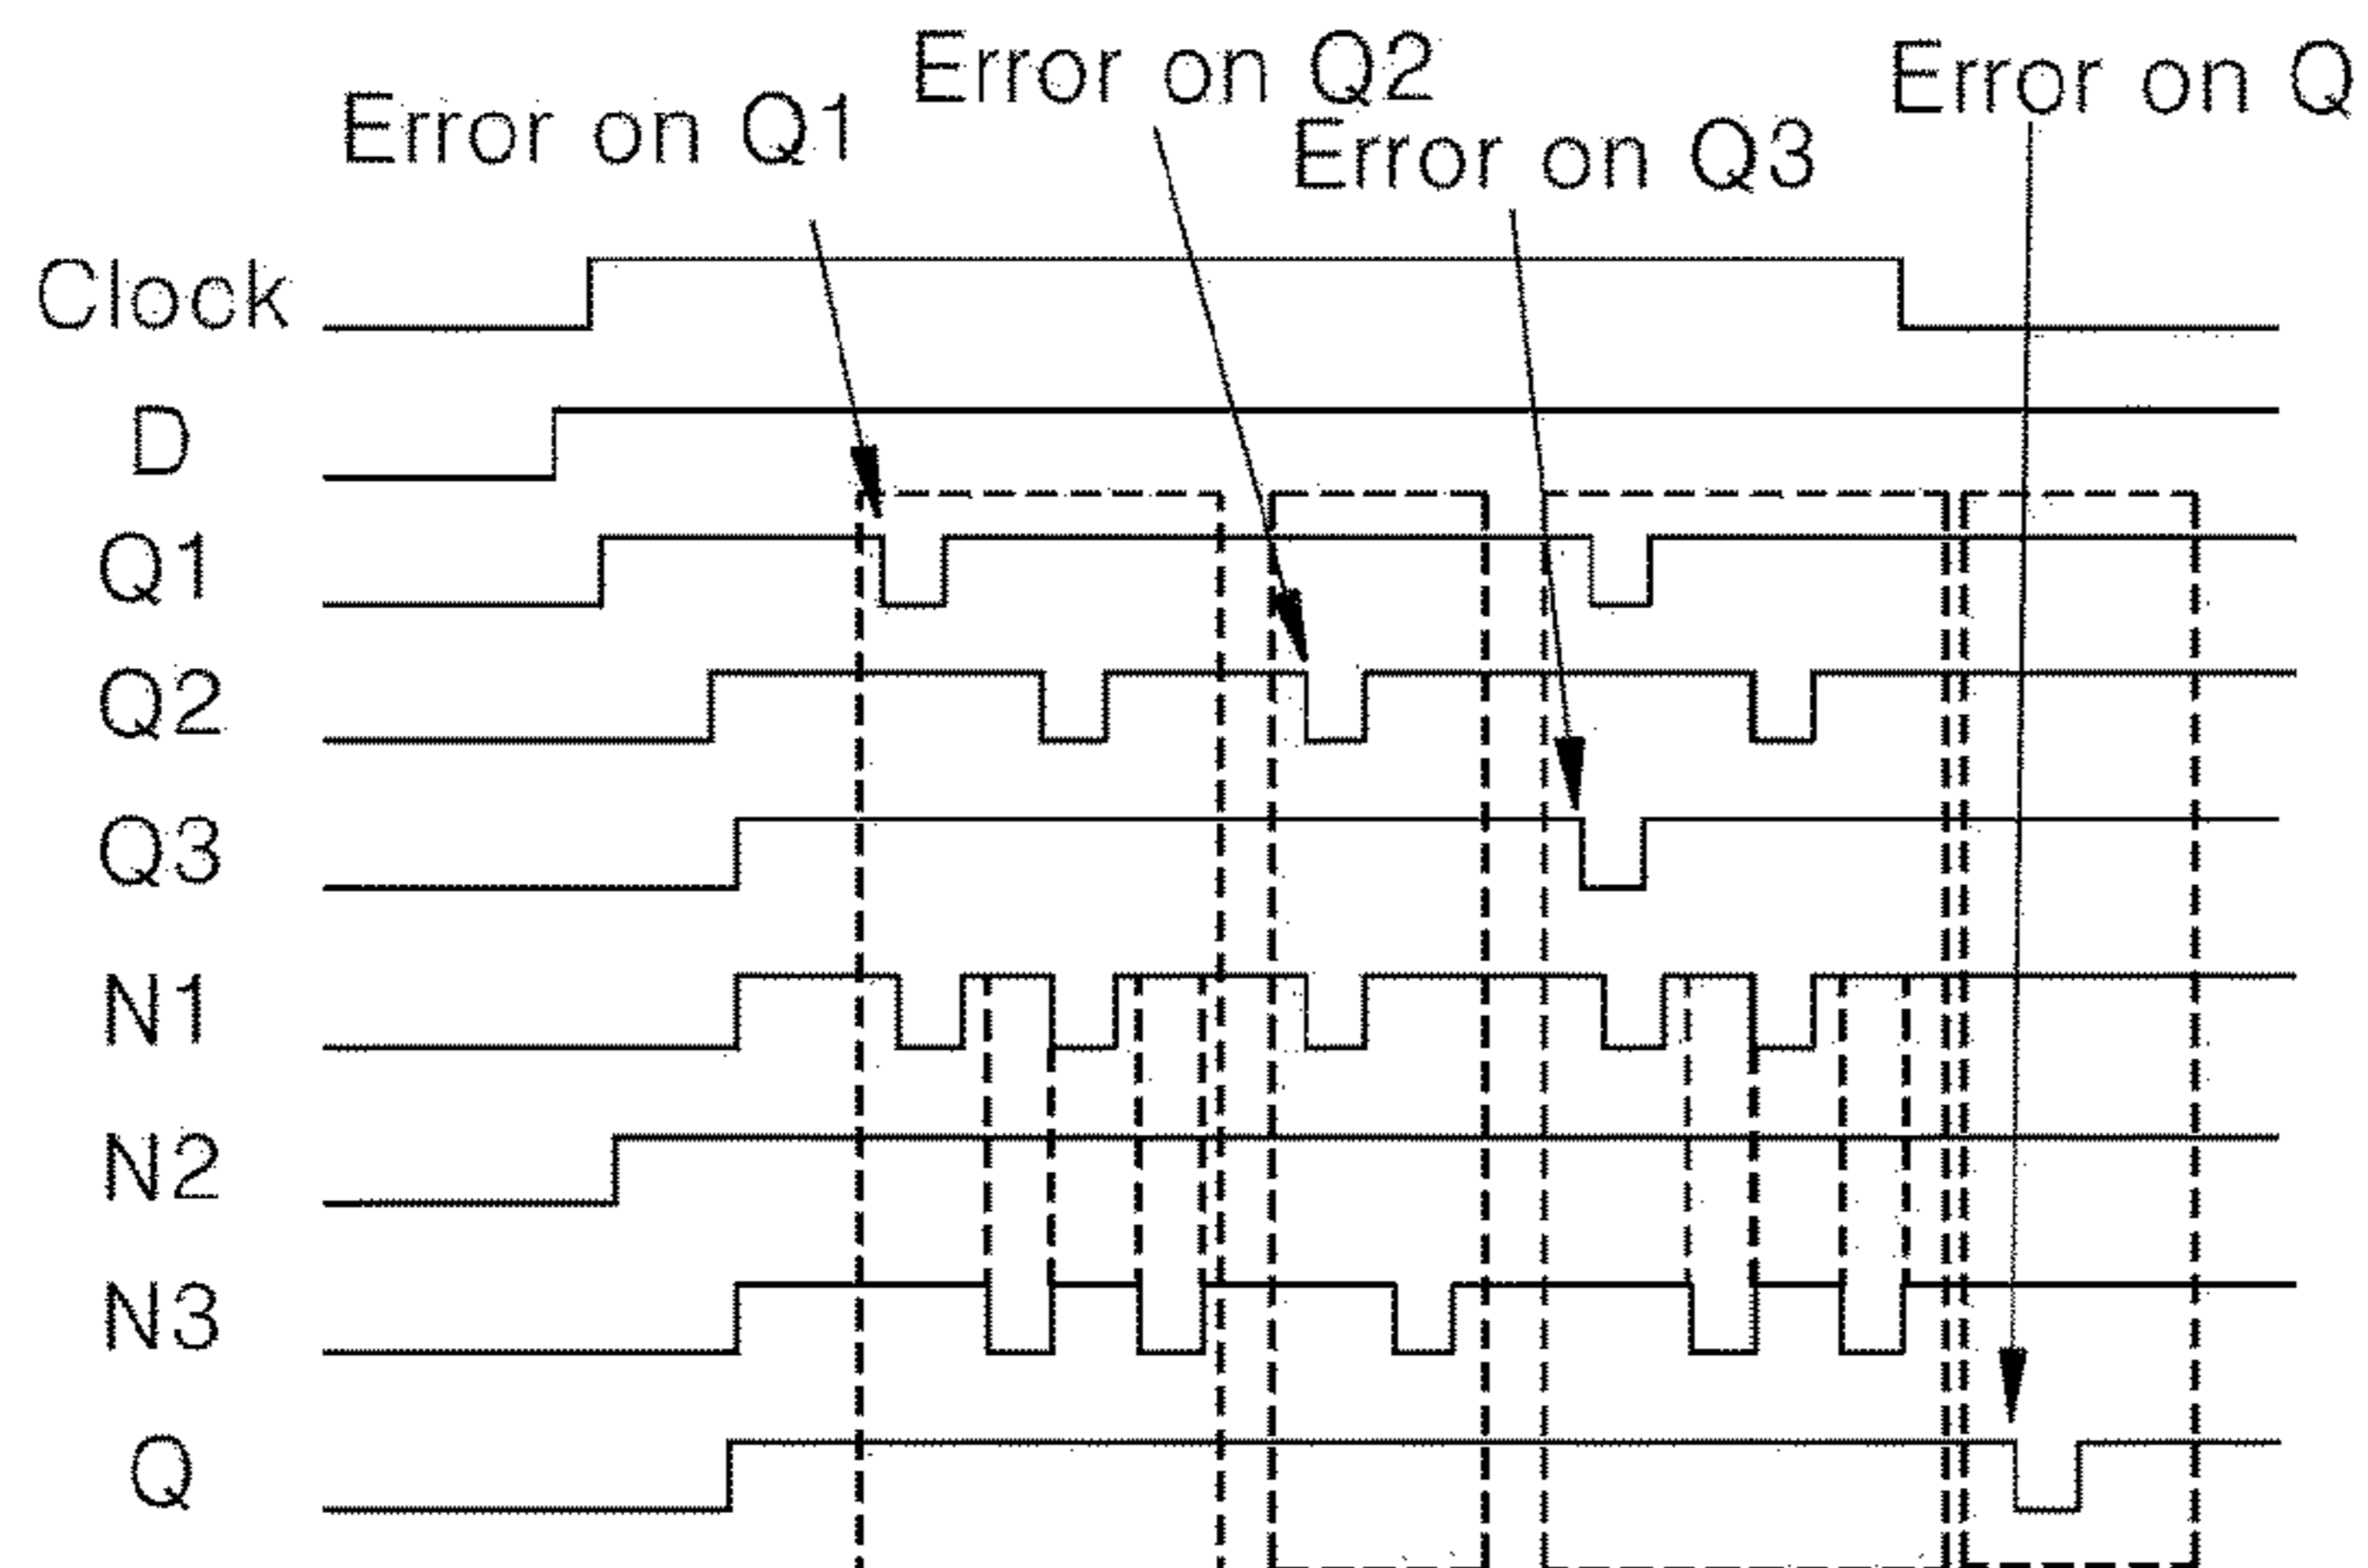 Error on Q1
Error on Q2
Error on Q3
Error on Q
Clock
D
Q1
Q2
Q3
N1
N2
N3
Q